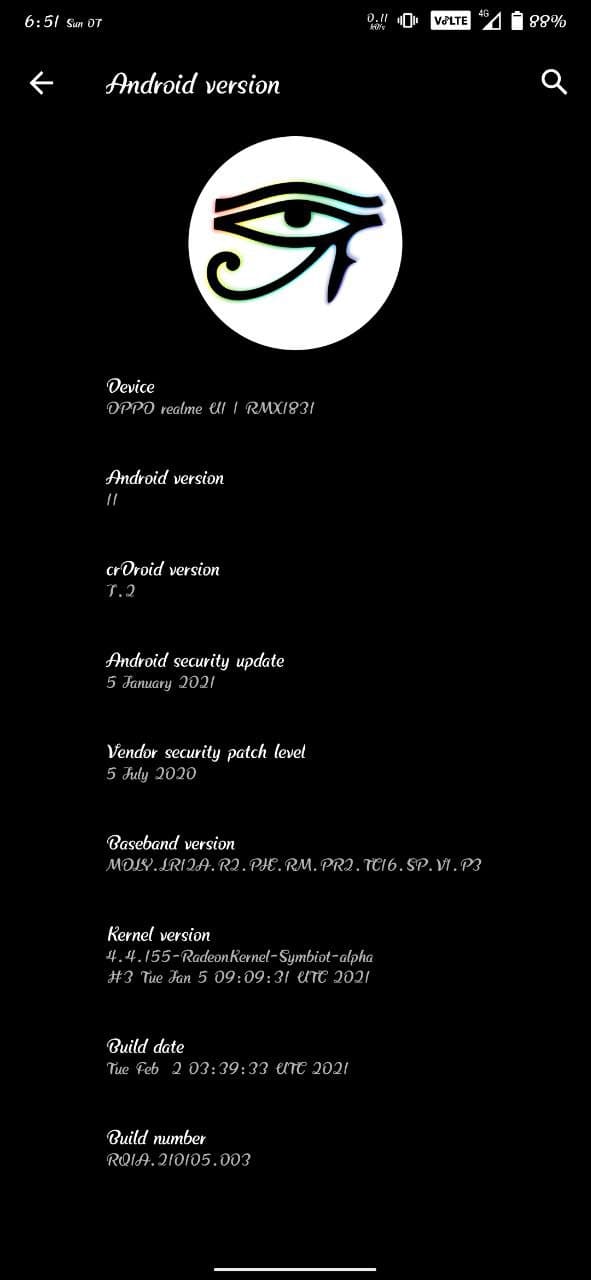 6:51 Sun 07
0.11
kB/s
VoLTE
4G
88%
Android version
Device
OPPO realme U1 | RMX1831
Android version
11
crDroid version
7.2
Android security update
5 January 2021
Vendor security patch level
5 July 2020
Baseband version
MOLY.LR12A.R2.PHE.RM.PR2.TC16.SP.V1.P3
Kernel version
4.4.155-RadeonKernel-Symbiot-alpha
#3 Tue Jan 5 09:09:31 UTC 2021
Build date
Tue Feb  2 03:39:33 UTC 2021
Build number
RQ1A.210105.003